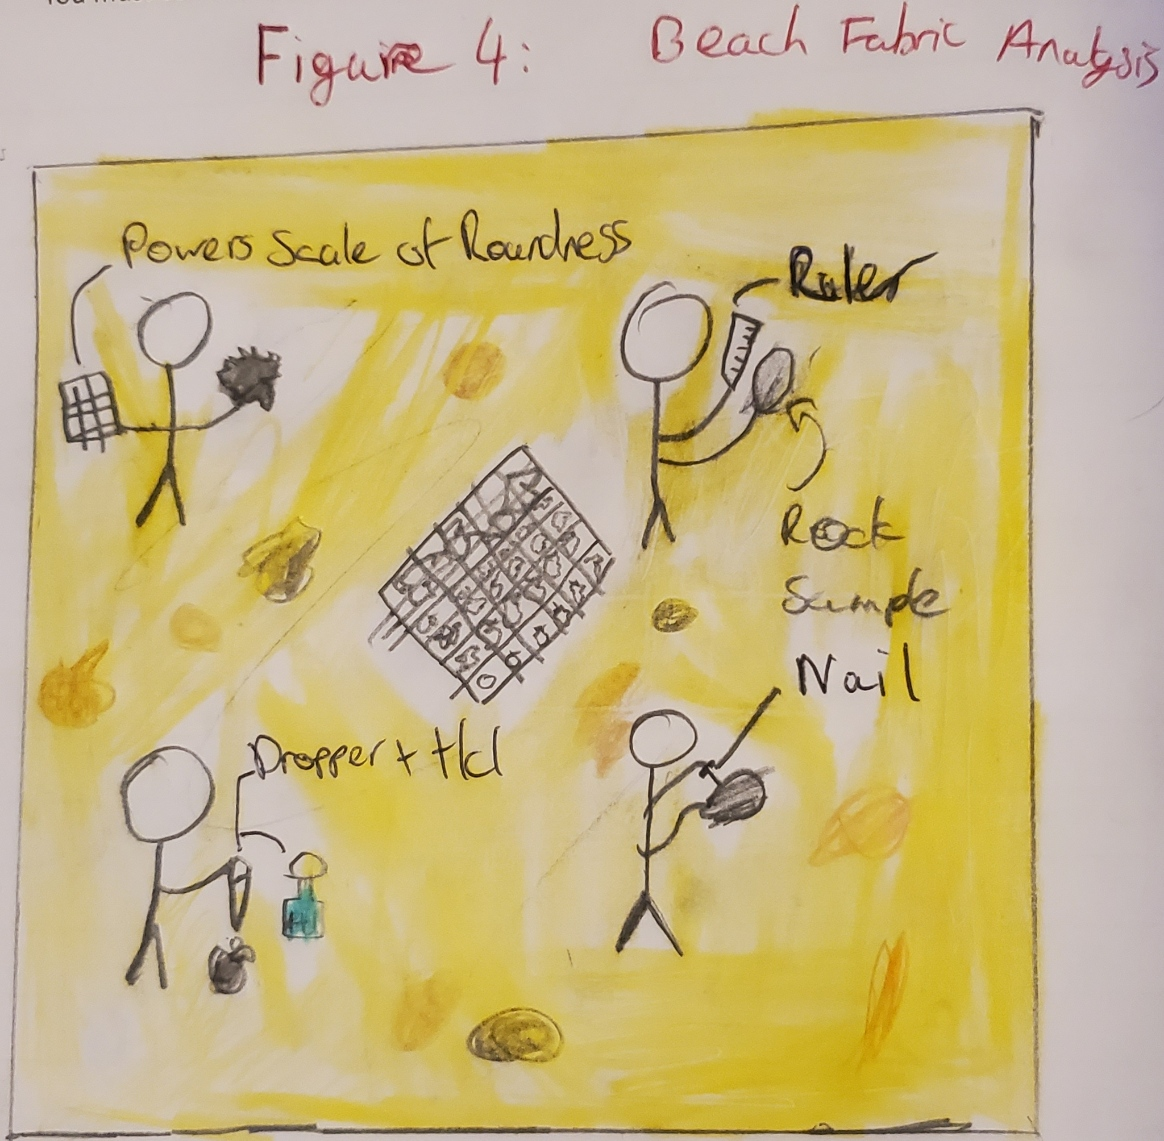 Figure 4: Beach Fabric Analysis
Powers Scale of Roundness
Ruler
Rock
Sample
Nail
Dropper + Hcl